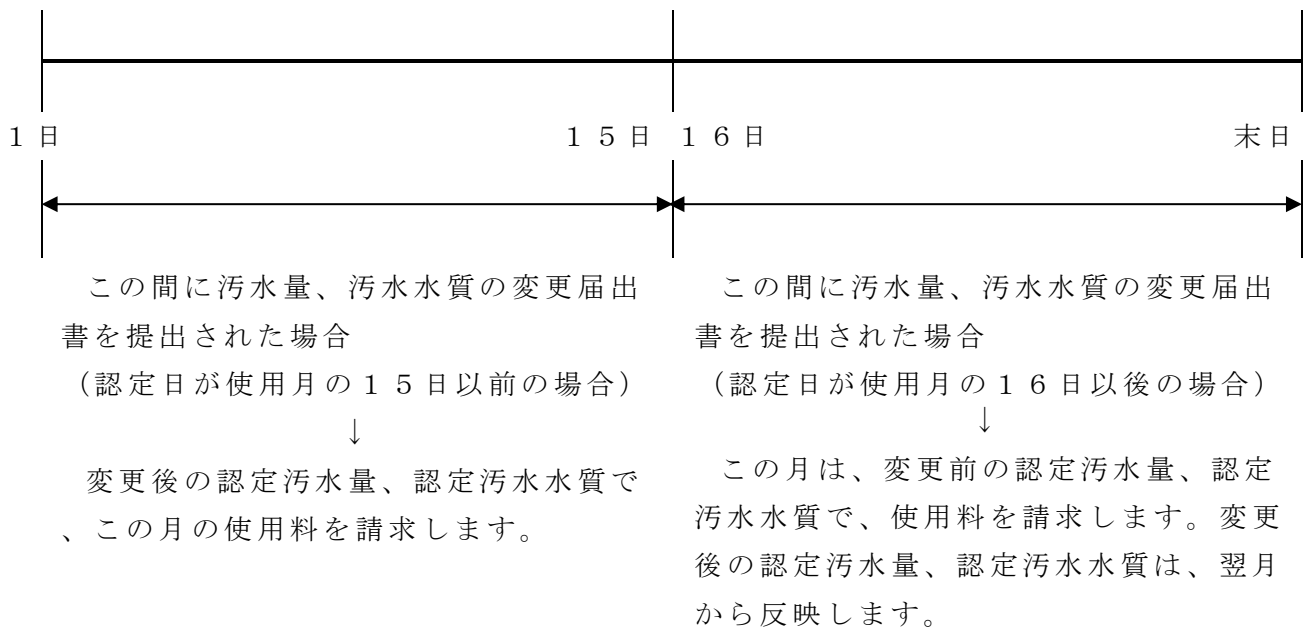 1日
15日
16日
末日
この間に汚水量、汚水水質の変更届出
書を提出された場合
（認定日が使用月の15日以前の場合）
↓
変更後の認定汚水量、認定汚水水質で
、この月の使用料を請求します。
この間に汚水量、汚水水質の変更届出
書を提出された場合
（認定日が使用月の16日以後の場合）
↓
この月は、変更前の認定汚水量、認定
汚水水質で、使用料を請求します。変更
後の認定汚水量、認定汚水水質は、翌月
から反映します。